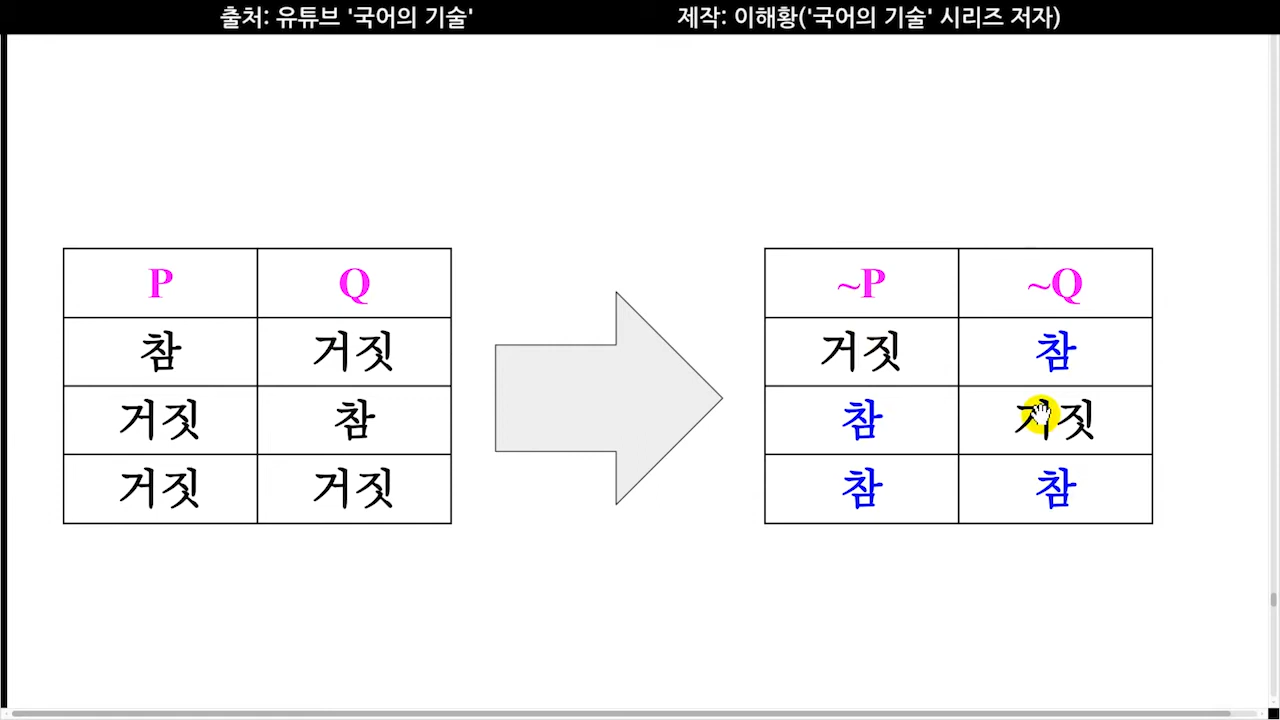 출처: 유튜브 '국어의 기술' 제작: 이해황('국어의 기술' 시리즈 저자)
P Q
참 거짓
거짓 참
거짓 거짓
~P ~Q
거짓 참
참 거짓
참 참